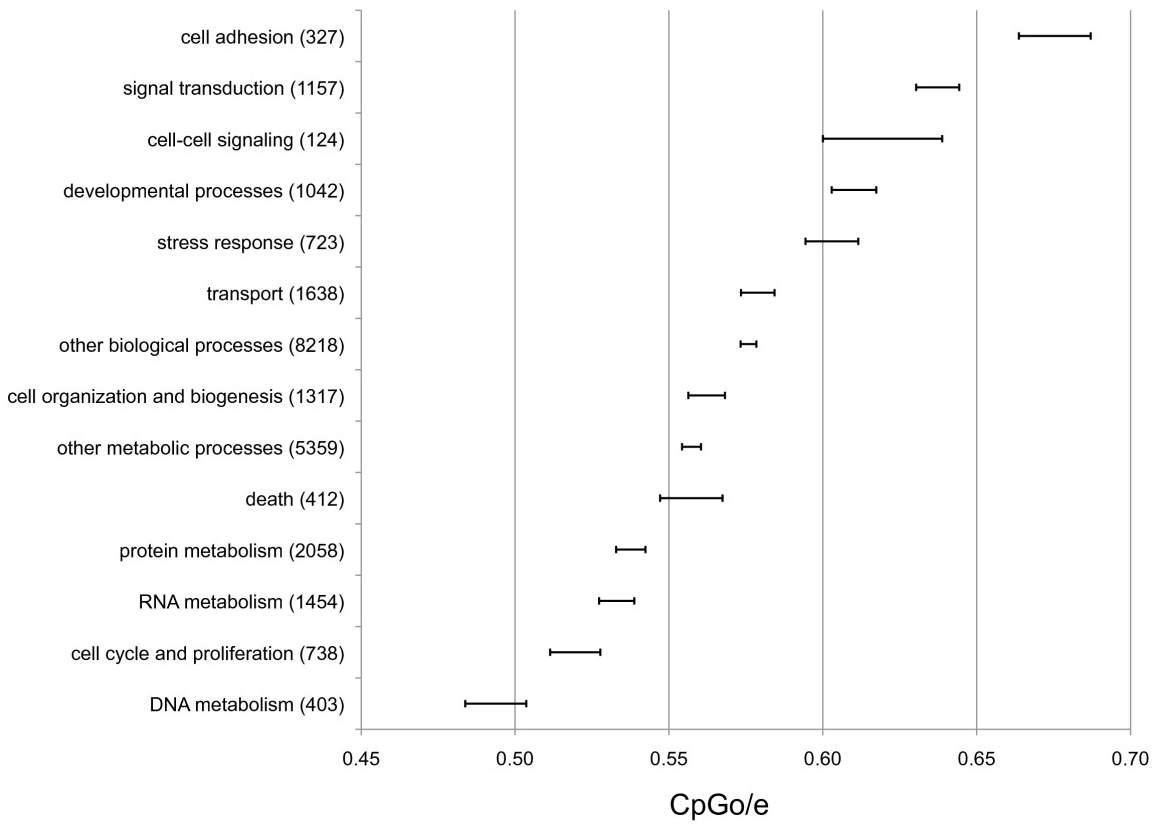 cell adhesion (327)
signal transduction (1157)
cell-cell signaling (124)
developmental processes (1042)
stress response (723)
transport (1638)
other biological processes (8218)
cell organization and biogenesis (1317)
other metabolic processes (5359)
death (412)
protein metabolism (2058)
RNA metabolism (1454)
cell cycle and proliferation (738)
DNA metabolism (403)
0.45 0.50 0.55 0.60 0.65 0.70
CpGo/e